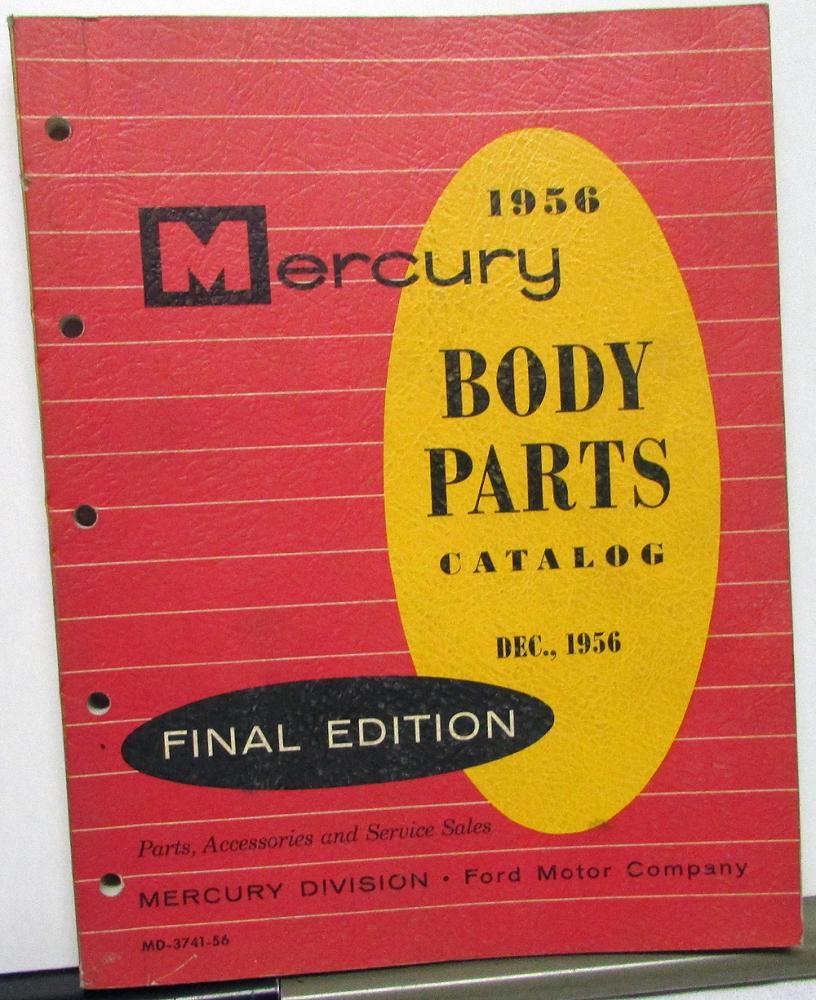 1956
Mercury
BODY
PARTS
CATALOG
DEC., 1956
FINAL EDITION
Parts, Accessories and Service Sales
MERCURY DIVISION • Ford Motor Company
MD-3741-56